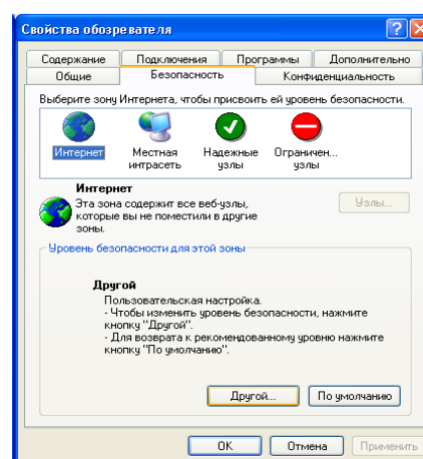 Свойства обозревателя
Содержание Подключения Программы Дополнительно
Общие Безопасность Конфиденциальность
Выберите зону Интернета, чтобы присвоить ей уровень безопасности.
Интернет Местная интрасеть Надежные узлы Ограничен... узлы
Интернет
Эта зона содержит все веб-узлы,
которые вы не поместили в другие
зоны.
Узлы...
Уровень безопасности для этой зоны
Другой
Пользовательская настройка.
- Чтобы изменить уровень безопасности, нажмите
кнопку "Другой".
- Для возврата к рекомендованному уровню нажмите
кнопку "По умолчанию".
Другой... По умолчанию
OK Отмена Применить